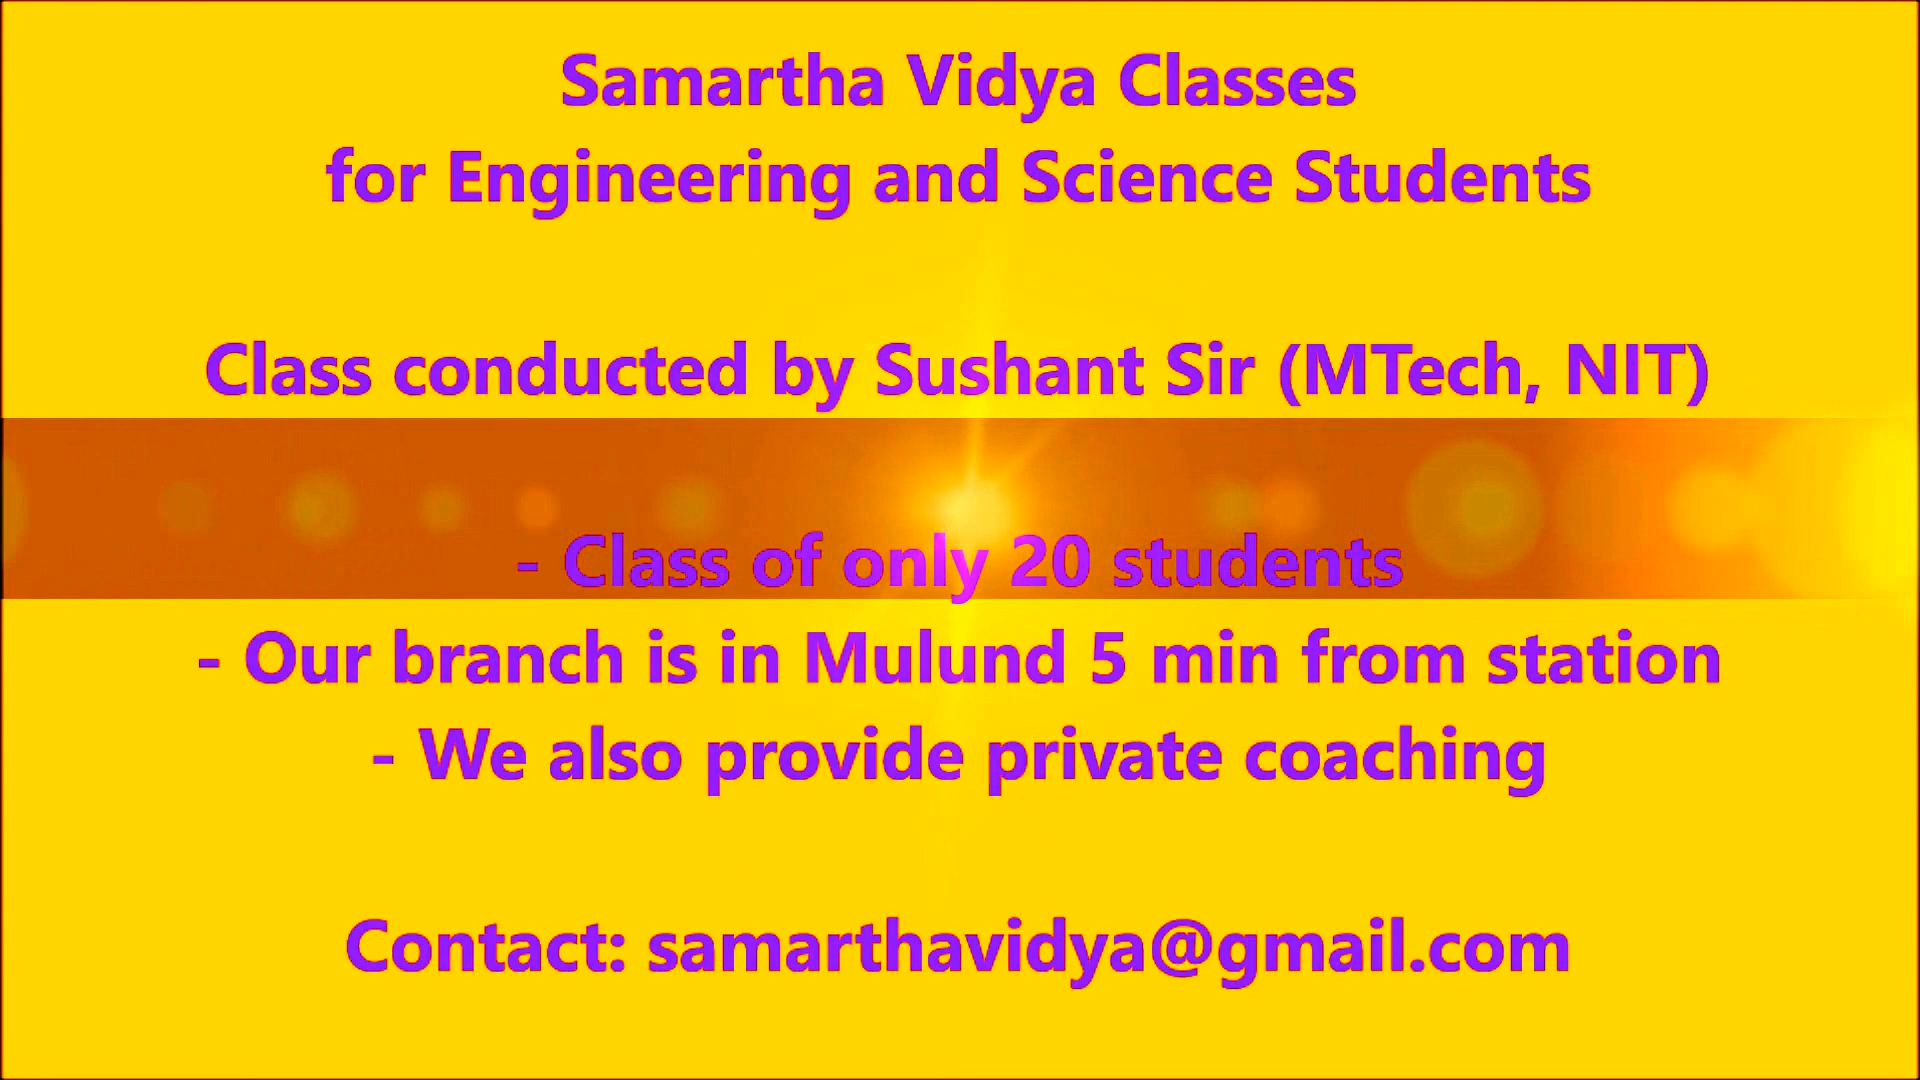 Samartha Vidya Classes
for Engineering and Science Students
Class conducted by Sushant Sir (MTech, NIT)
- Class of only 20 students
- Our branch is in Mulund 5 min from station
- We also provide private coaching
Contact: samarthavidya@gmail.com